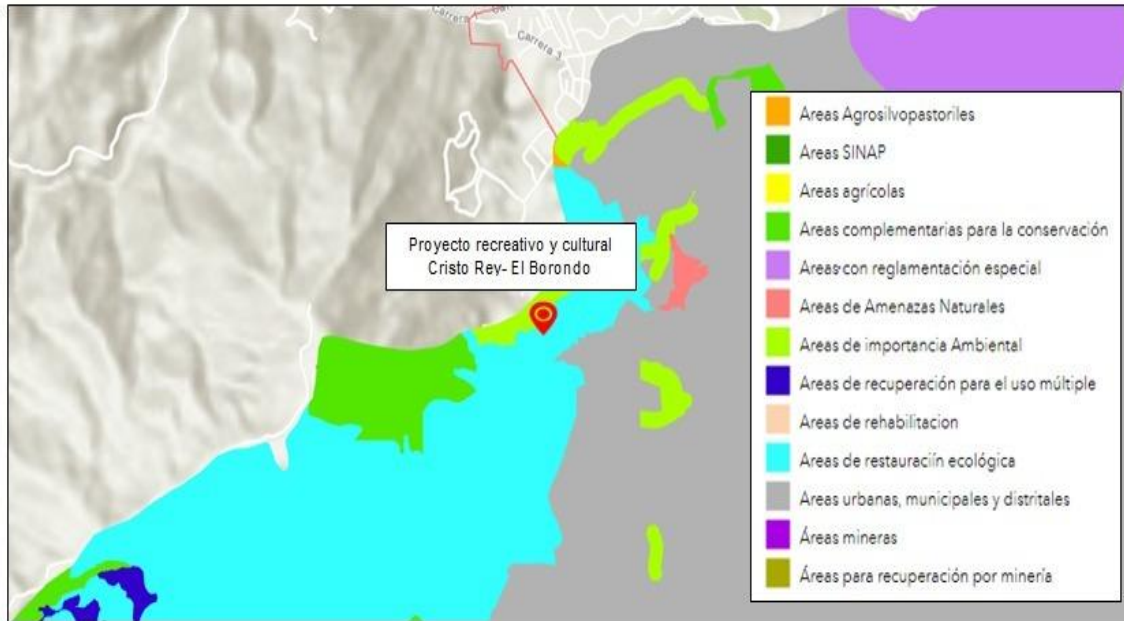 Carrera 1
Carrera 3
Proyecto recreativo y cultural
Cristo Rey- El Borondo
Areas Agrosilvopastoriles
Areas SINAP
Areas agrícolas
Areas complementarias para la conservación
Areas con reglamentación especial
Areas de Amenazas Naturales
Areas de importancia Ambiental
Areas de recuperación para el uso múltiple
Areas de rehabilitacion
Areas de restauraciín ecológica
Areas urbanas, municipales y distritales
Áreas mineras
Áreas para recuperación por minería